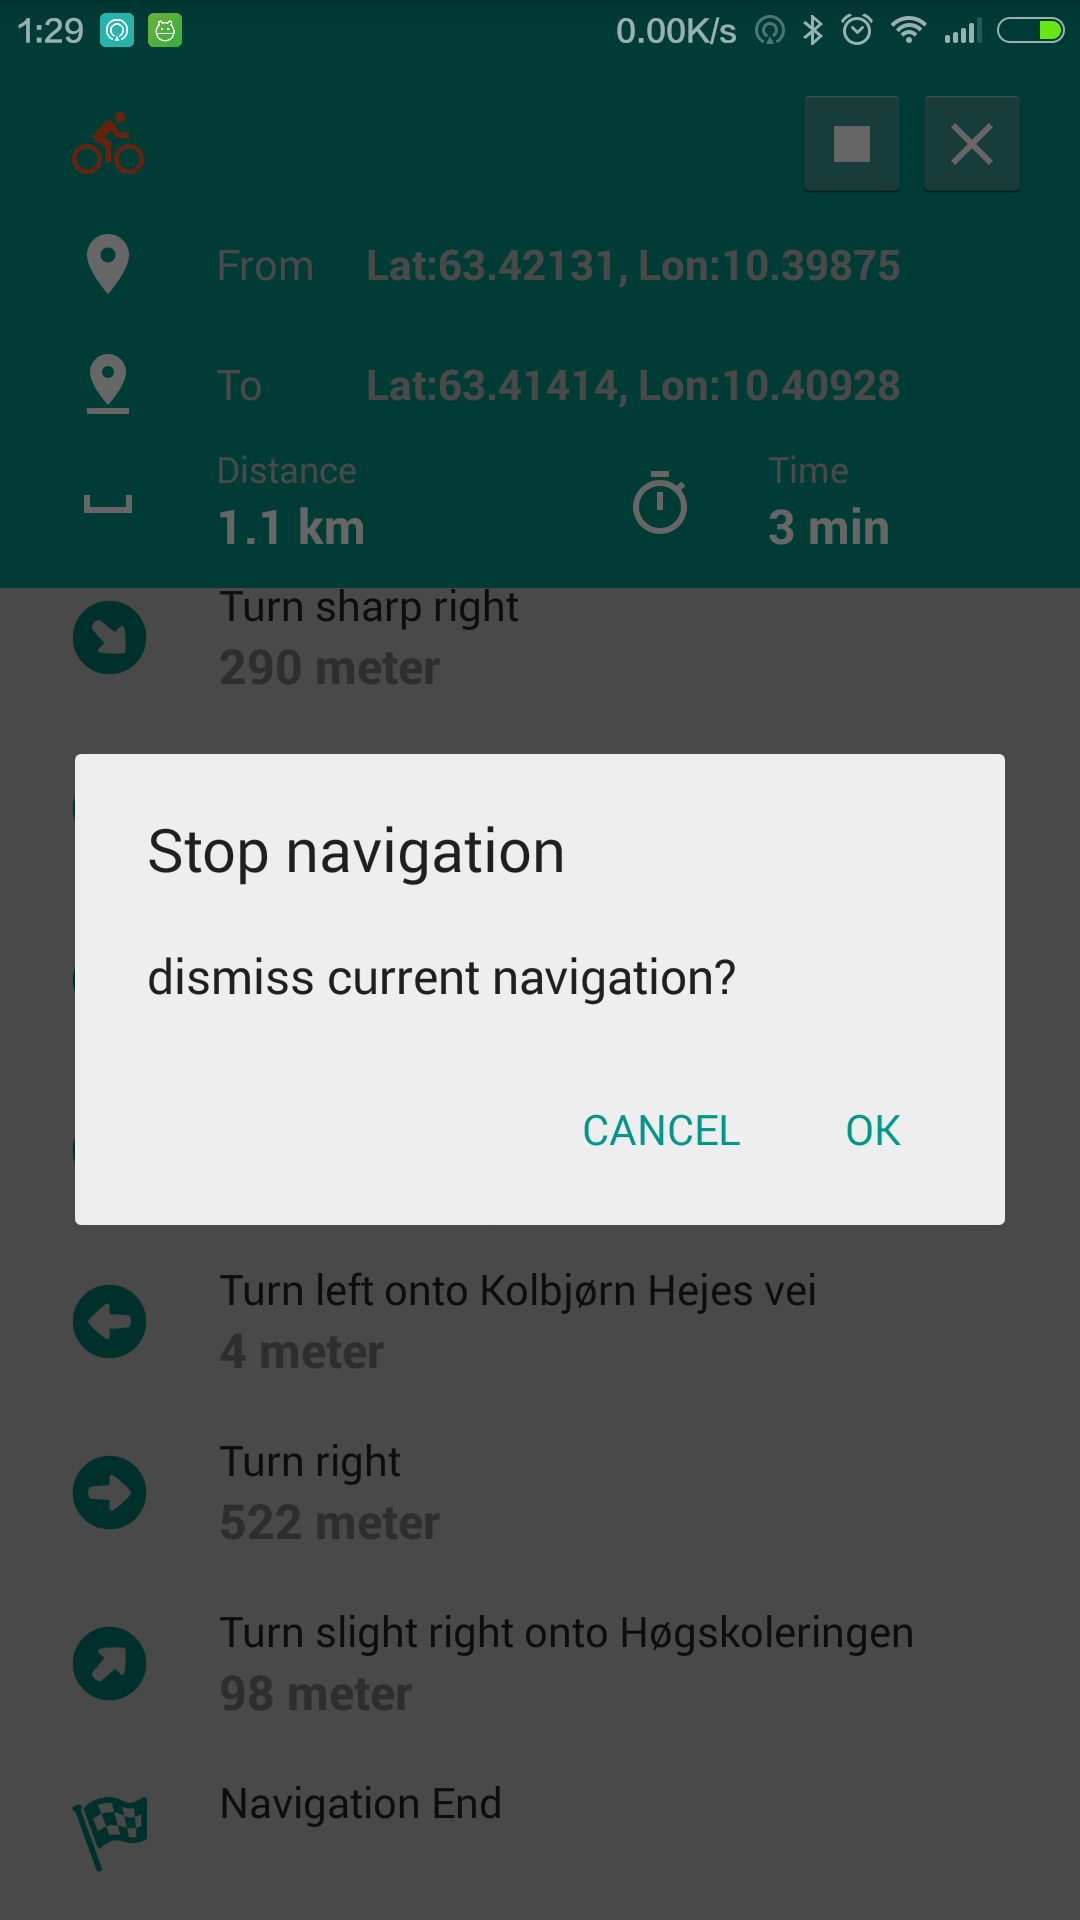 1:29 0.00K/s
From Lat:63.42131, Lon:10.39875
To Lat:63.41414, Lon:10.40928
Distance Time
1.1 km 3 min
Turn sharp right
290 meter
Stop navigation
dismiss current navigation?
CANCEL OK
Turn left onto Kolbjørn Hejes vei
4 meter
Turn right
522 meter
Turn slight right onto Høgskoleringen
98 meter
Navigation End